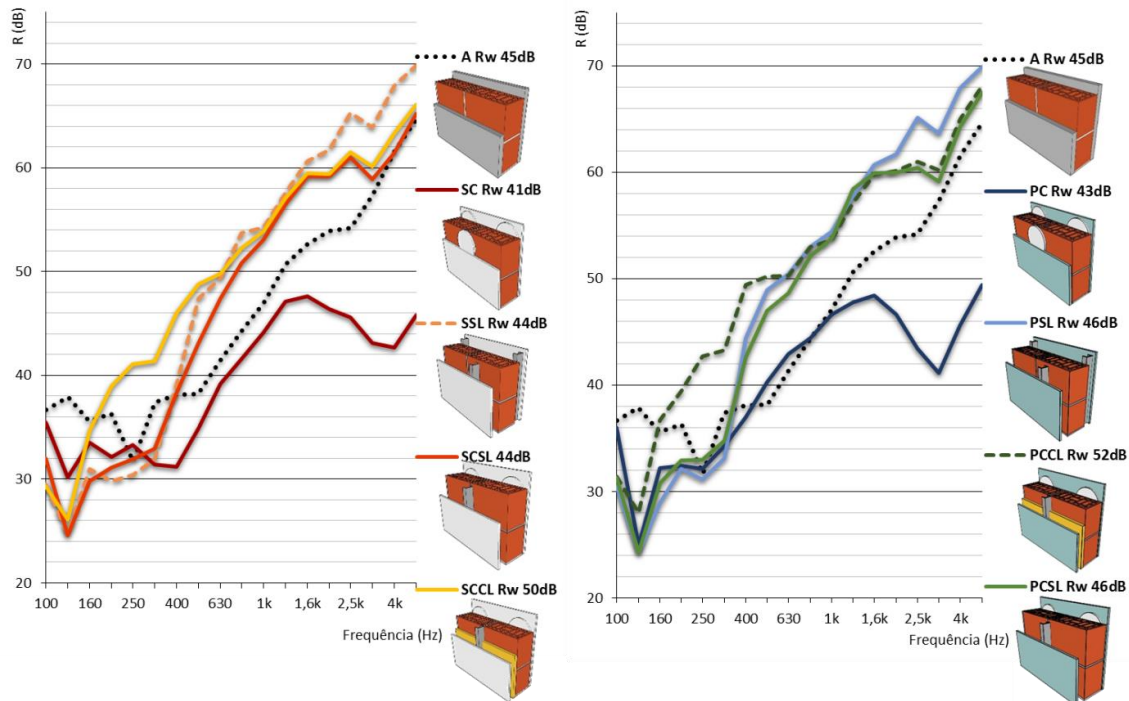 R (dB)
70
60
50
40
30
20
100 160 250 400 630 1k 1,6k 2,5k 4k
Frequência (Hz)
A Rw 45dB
SC Rw 41dB
SSL Rw 44dB
SCSL 44dB
SCCL Rw 50dB
R (dB)
70
60
50
40
30
20
100 160 250 400 630 1k 1,6k 2,5k 4k
Frequência (Hz)
A Rw 45dB
PC Rw 43dB
PSL Rw 46dB
PCCL Rw 52dB
PCSL Rw 46dB